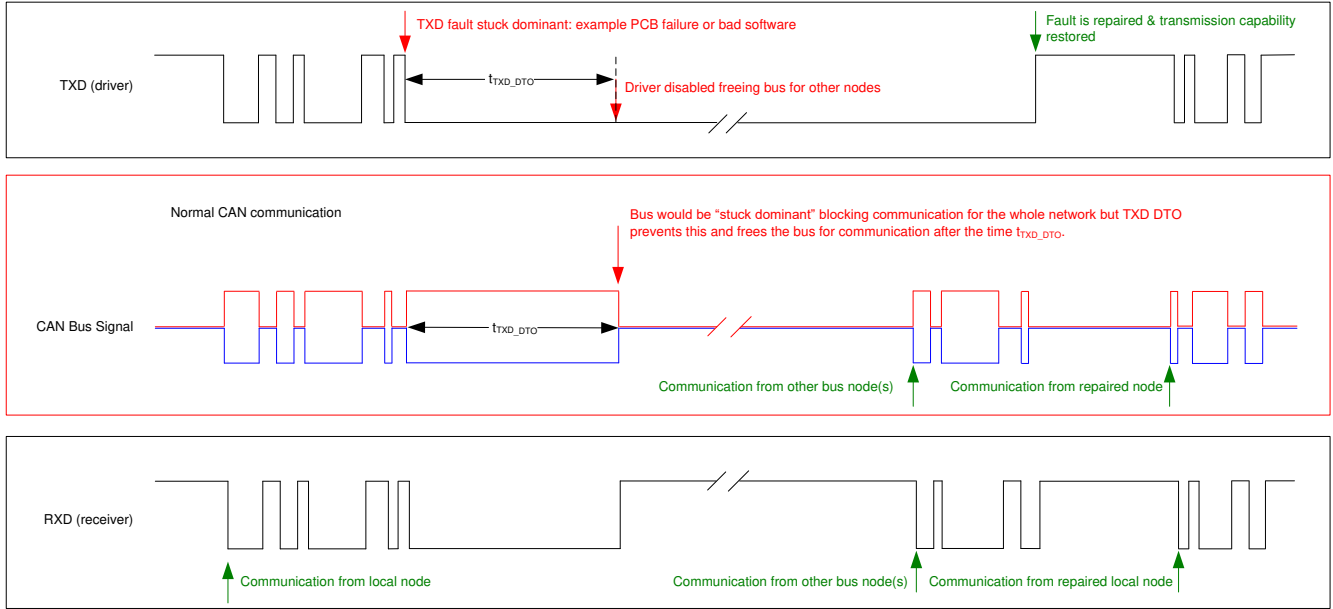 TXD fault stuck dominant: example PCB failure or bad software
Fault is repaired & transmission capability
restored
TXD (driver)
tTXD_DTO
Driver disabled freeing bus for other nodes
Normal CAN communication
Bus would be “stuck dominant” blocking communication for the whole network but TXD DTO
prevents this and frees the bus for communication after the time tTXD_DTO.
CAN Bus Signal
tTXD_DTO
Communication from other bus node(s)
Communication from repaired node
RXD (receiver)
Communication from local node
Communication from other bus node(s)
Communication from repaired local node